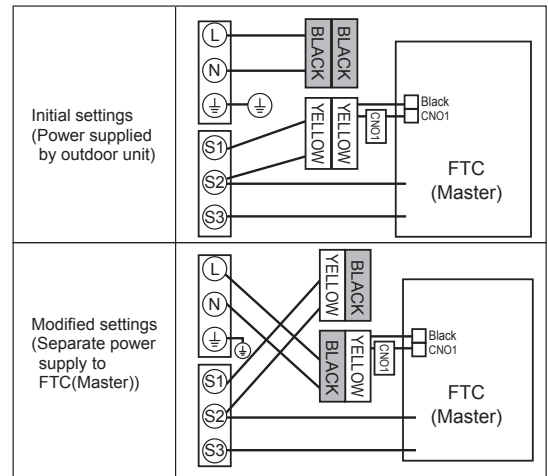 Initial settings
(Power supplied
by outdoor unit)
L
N
S1
S2
S3
BLACK
BLACK
YELLOW
YELLOW
CNO1
Black
CNO1
FTC
(Master)
Modified settings
(Separate power
supply to
FTC(Master))
L
N
S1
S2
S3
YELLOW
BLACK
BLACK
YELLOW
CNO1
Black
CNO1
FTC
(Master)